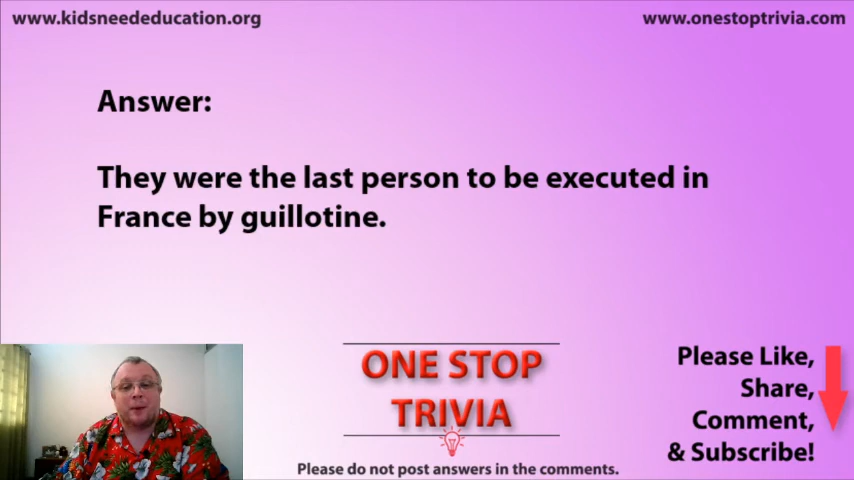 www.kidsneededucation.org
www.onestoptrivia.com
Answer:
They were the last person to be executed in
France by guillotine.
ONE STOP
TRIVIA
Please do not post answers in the comments.
Please Like,
Share,
Comment,
& Subscribe!